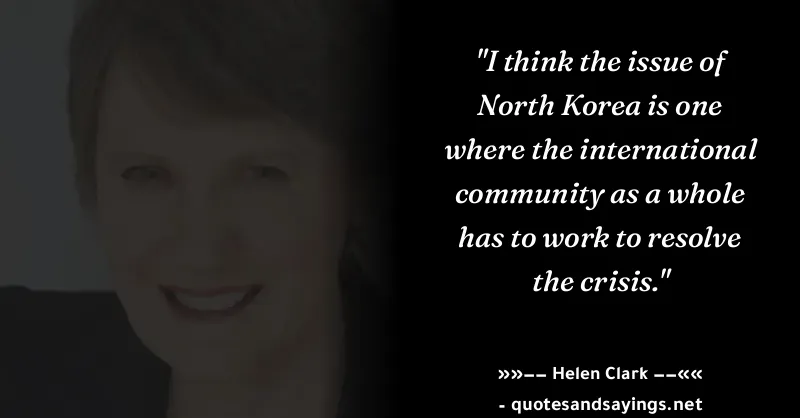 "I think the issue of
North Korea is one
where the international
community as a whole
has to work to resolve
the crisis."
»»-- Helen Clark --««
- quotesandsayings.net